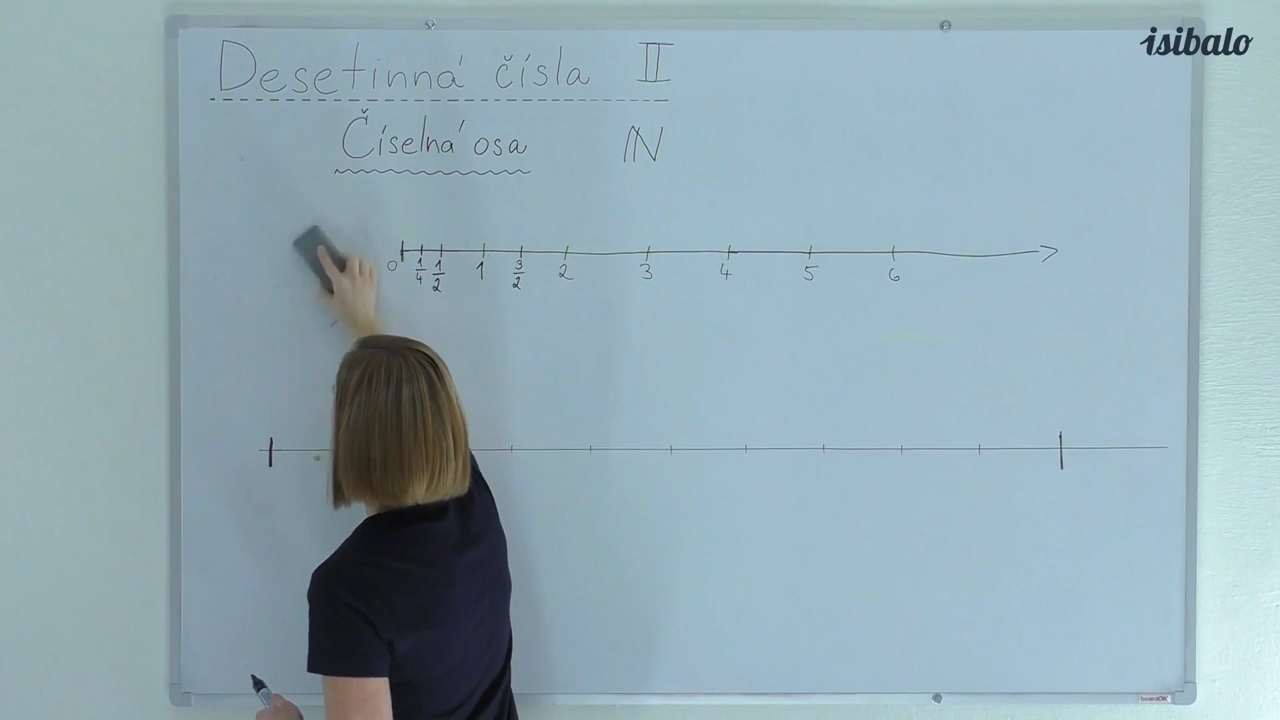 isibalo
Desetinná čísla II
Číselná osa ℕ
0 1/4 1/2 1 3/2 2 3 4 5 6
boardOK